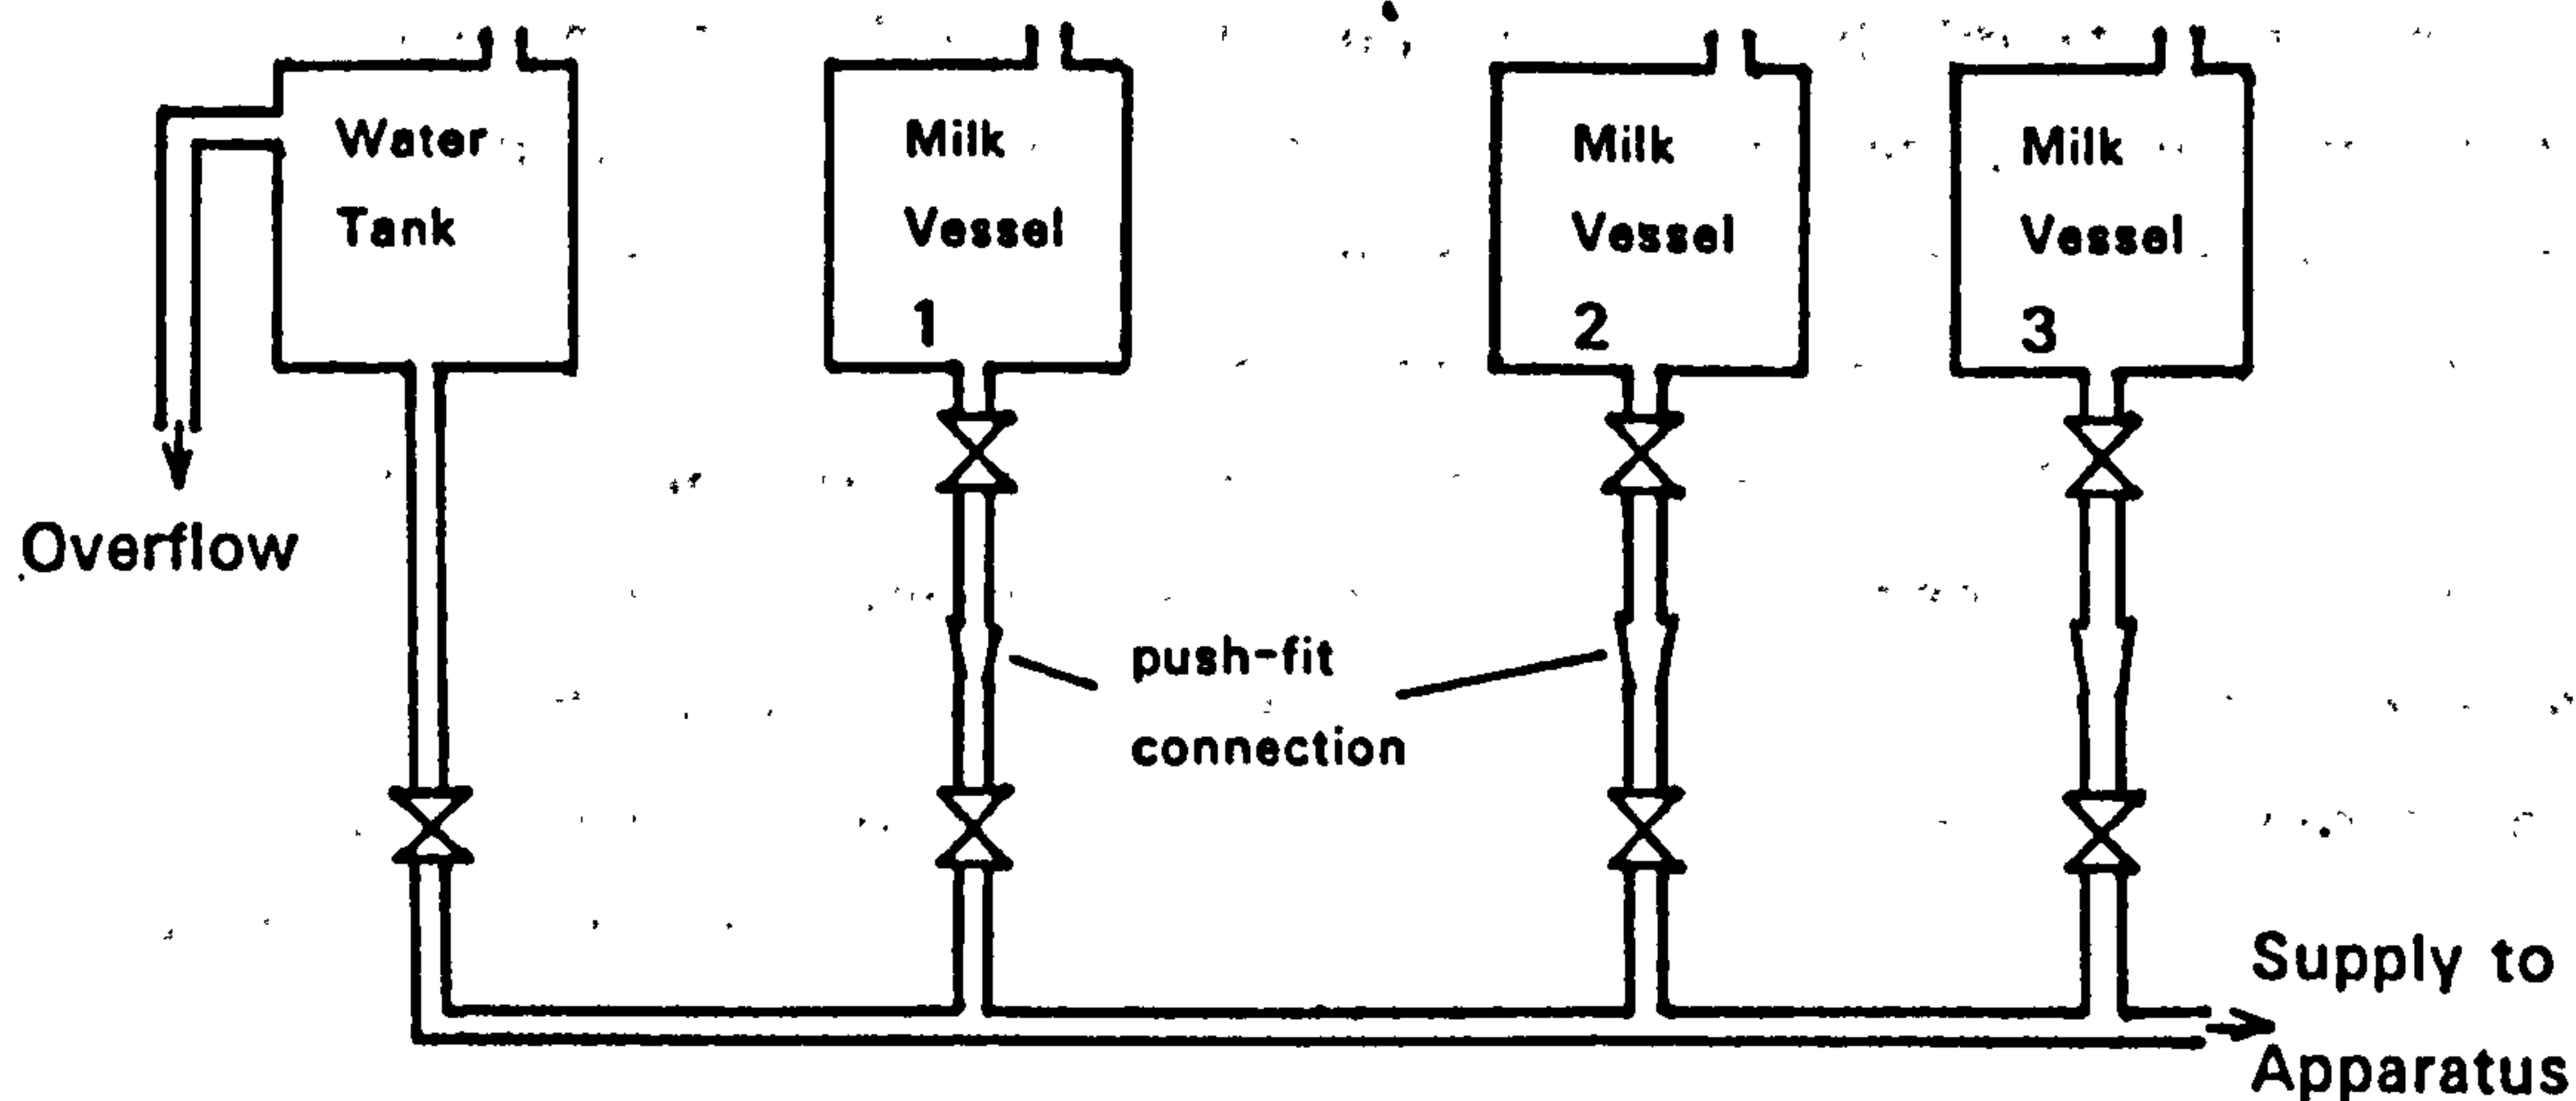 Water
Tank
Milk
Vessel
1
Milk
Vessel
2
Milk
Vessel
3
Overflow
push-fit
connection
Supply to
Apparatus